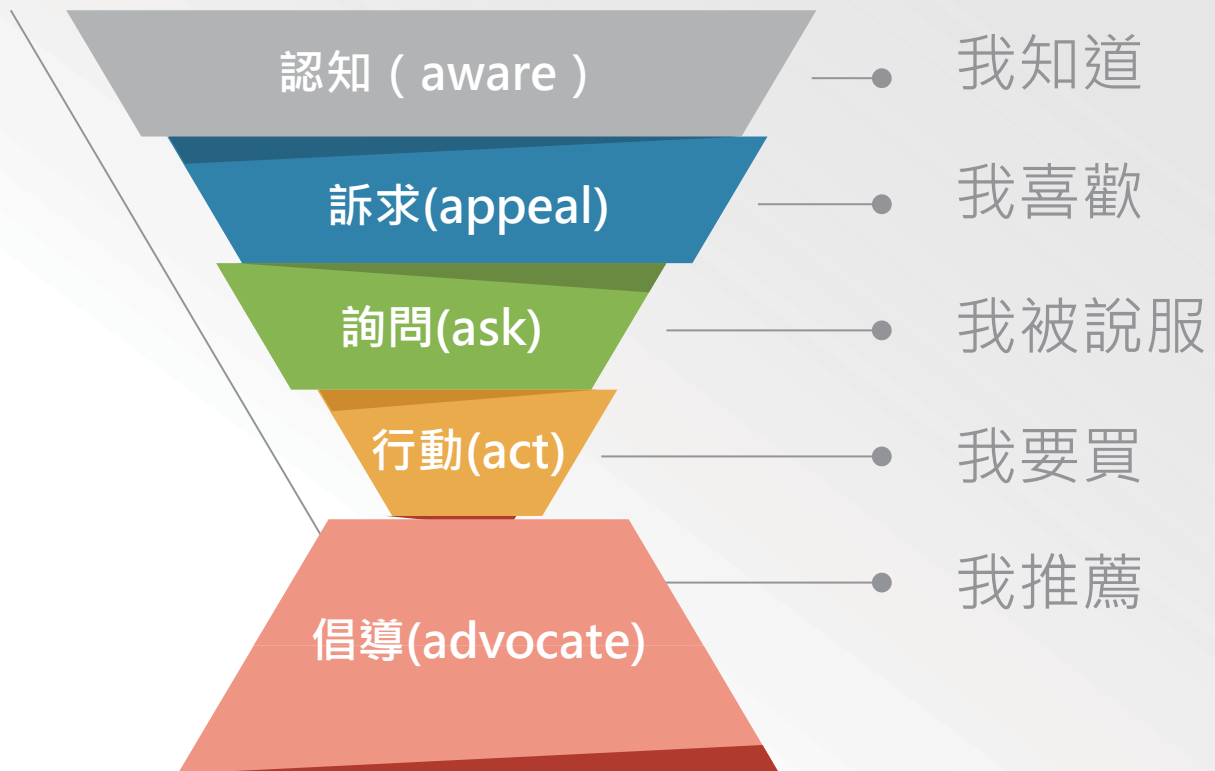 認知（aware）
我知道
訴求(appeal)
我喜歡
詢問(ask)
我被說服
行動(act)
我要買
倡導(advocate)
我推薦